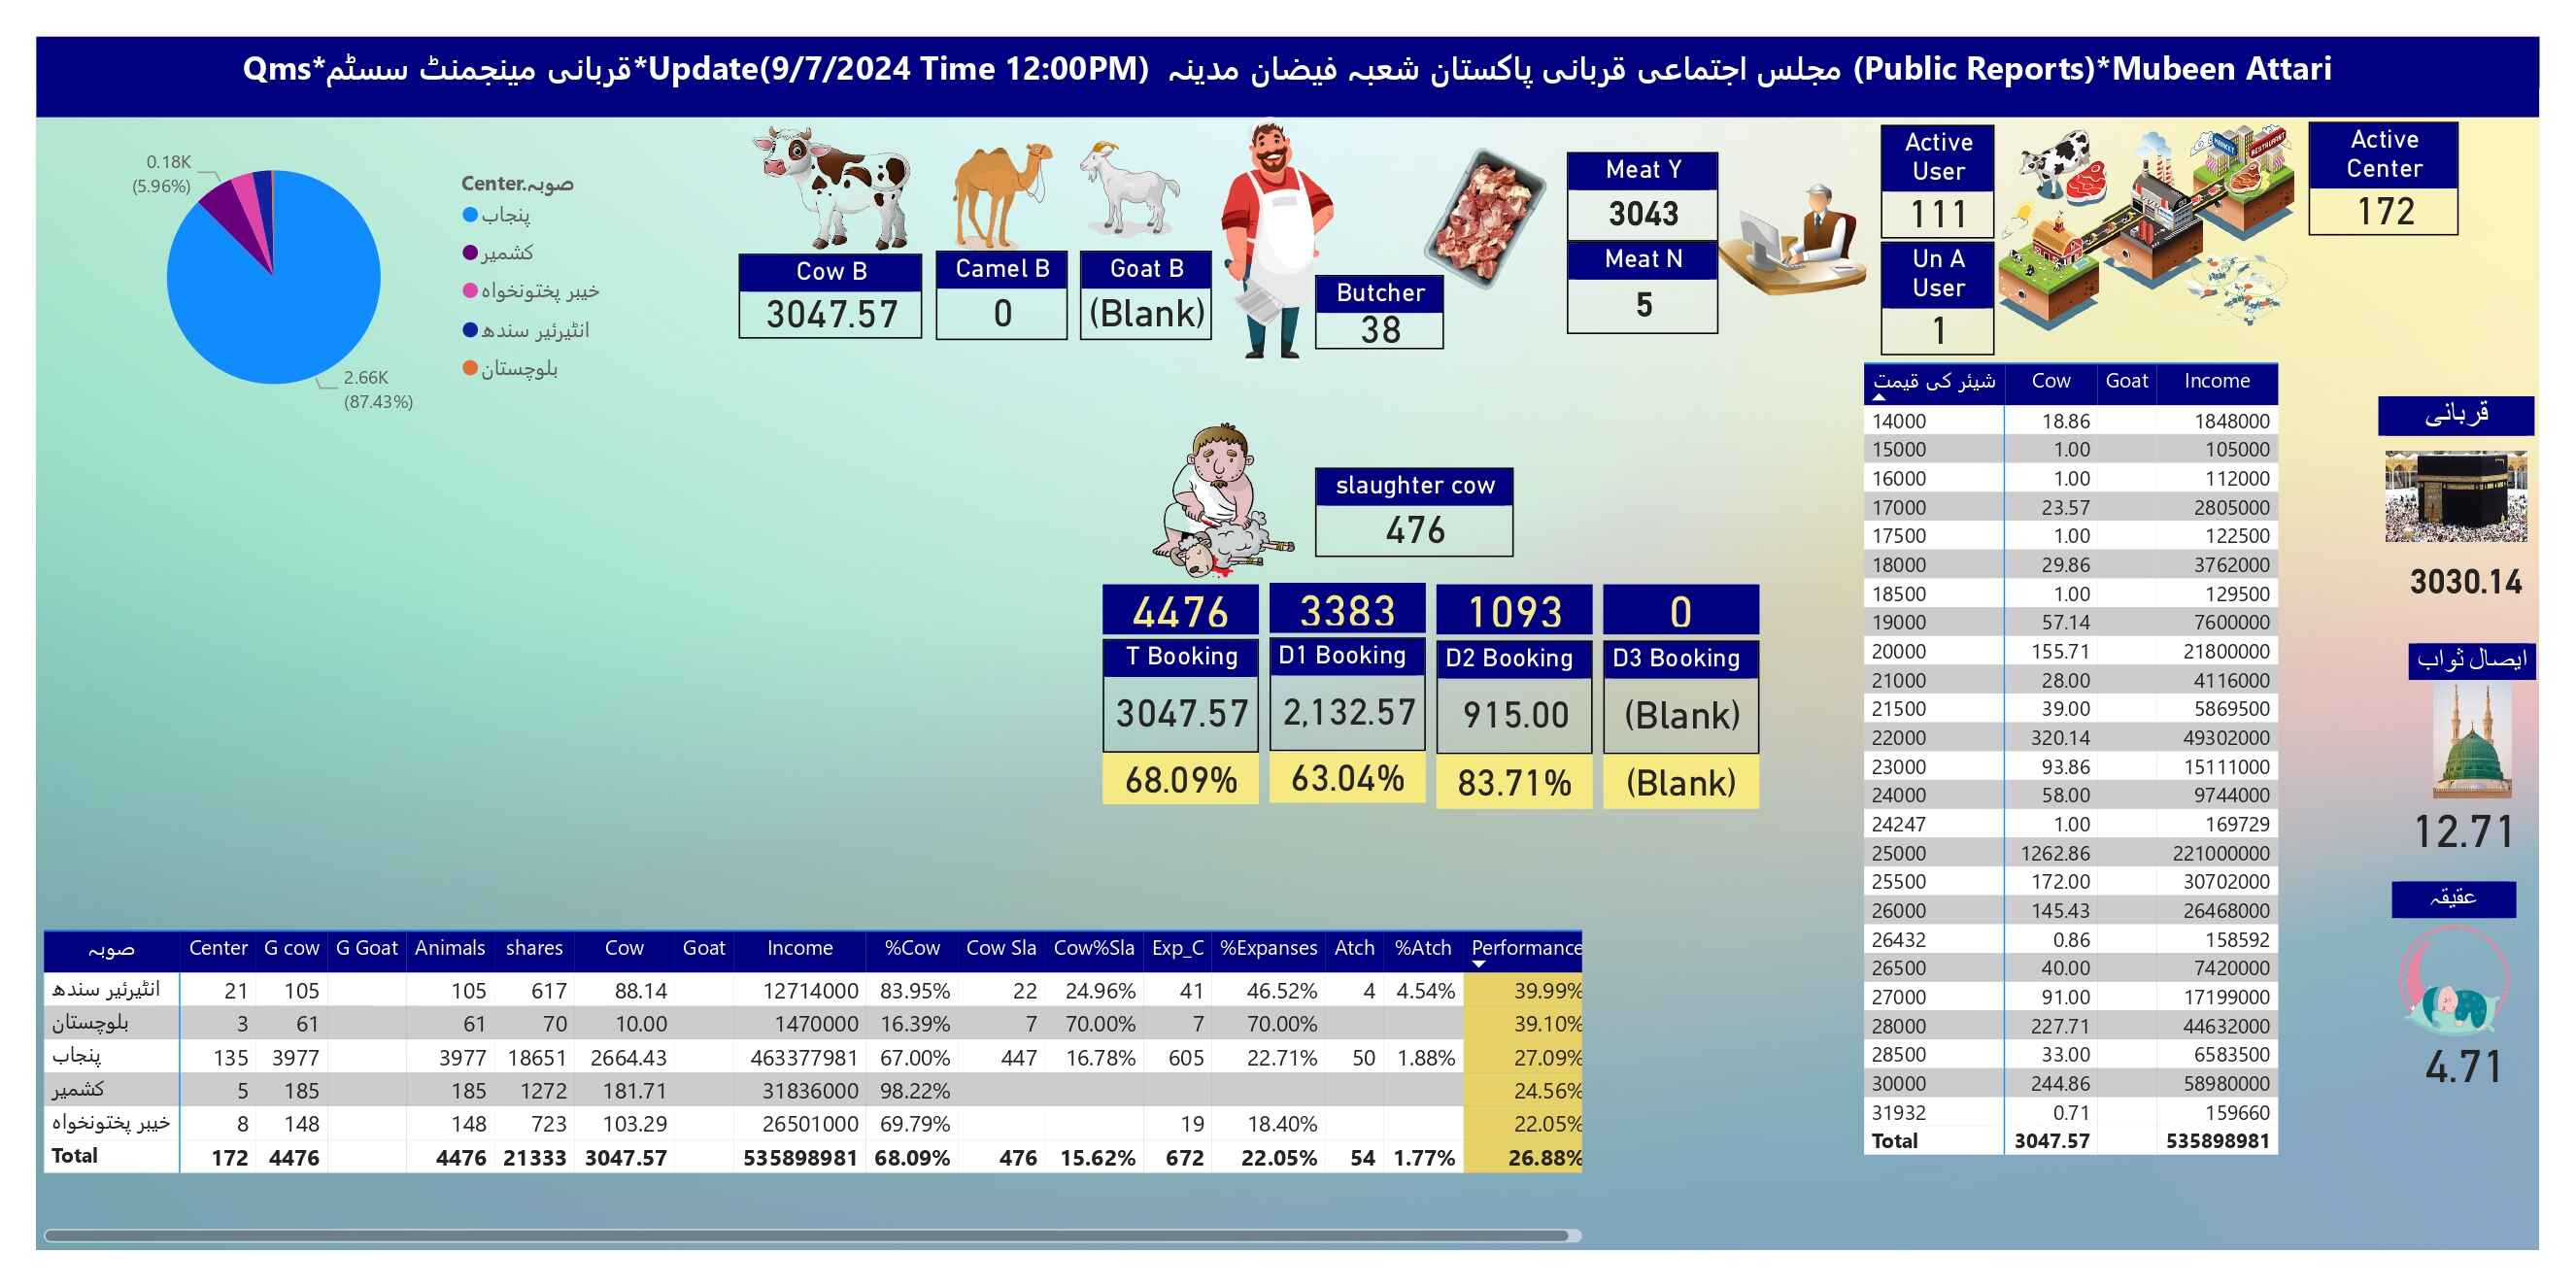 Qms*قربانی مینجمنٹ سسٹم*Update(9/7/2024 Time 12:00PM) مجلس اجتماعی قربانی پاکستان شعبہ فیضان مدینہ (Public Reports)*Mubeen Attari
0.18K
(5.96%)
2.66K
(87.43%)
Center.صوبہ
پنجاب
کشمیر
خیبر پختونخواہ
انٹیرئیر سندھ
بلوچستان
Cow B
3047.57
Camel B
0
Goat B
(Blank)
Butcher
38
Meat Y
3043
Meat N
5
Active User
111
Un A User
1
Active Center
172
slaughter cow
476
4476 3383 1093 0
T Booking D1 Booking D2 Booking D3 Booking
3047.57 2,132.57 915.00 (Blank)
68.09% 63.04% 83.71% (Blank)
شیئر کی قیمت Cow Goat Income
14000 18.86 1848000
15000 1.00 105000
16000 1.00 112000
17000 23.57 2805000
17500 1.00 122500
18000 29.86 3762000
18500 1.00 129500
19000 57.14 7600000
20000 155.71 21800000
21000 28.00 4116000
21500 39.00 5869500
22000 320.14 49302000
23000 93.86 15111000
24000 58.00 9744000
24247 1.00 169729
25000 1262.86 221000000
25500 172.00 30702000
26000 145.43 26468000
26432 0.86 158592
26500 40.00 7420000
27000 91.00 17199000
28000 227.71 44632000
28500 33.00 6583500
30000 244.86 58980000
31932 0.71 159660
Total 3047.57 535898981
قربانی
3030.14
ایصال ثواب
12.71
عقیقہ
4.71
صوبہ Center G cow G Goat Animals shares Cow Goat Income %Cow Cow Sla Cow%Sla Exp_C %Expanses Atch %Atch Performance
انٹیرئیر سندھ 21 105 105 617 88.14 12714000 83.95% 22 24.96% 41 46.52% 4 4.54% 39.99%
بلوچستان 3 61 61 70 10.00 1470000 16.39% 7 70.00% 7 70.00% 39.10%
پنجاب 135 3977 3977 18651 2664.43 463377981 67.00% 447 16.78% 605 22.71% 50 1.88% 27.09%
کشمیر 5 185 185 1272 181.71 31836000 98.22% 24.56%
خیبر پختونخواہ 8 148 148 723 103.29 26501000 69.79% 19 18.40% 22.05%
Total 172 4476 4476 21333 3047.57 535898981 68.09% 476 15.62% 672 22.05% 54 1.77% 26.88%